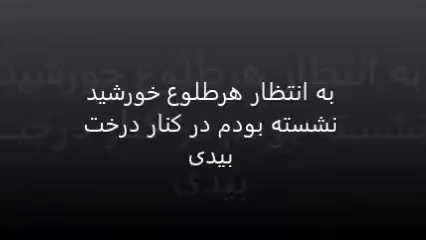 به انتظار هرطلوع خورشید
نشسته بودم در کنار درخت
بیدی